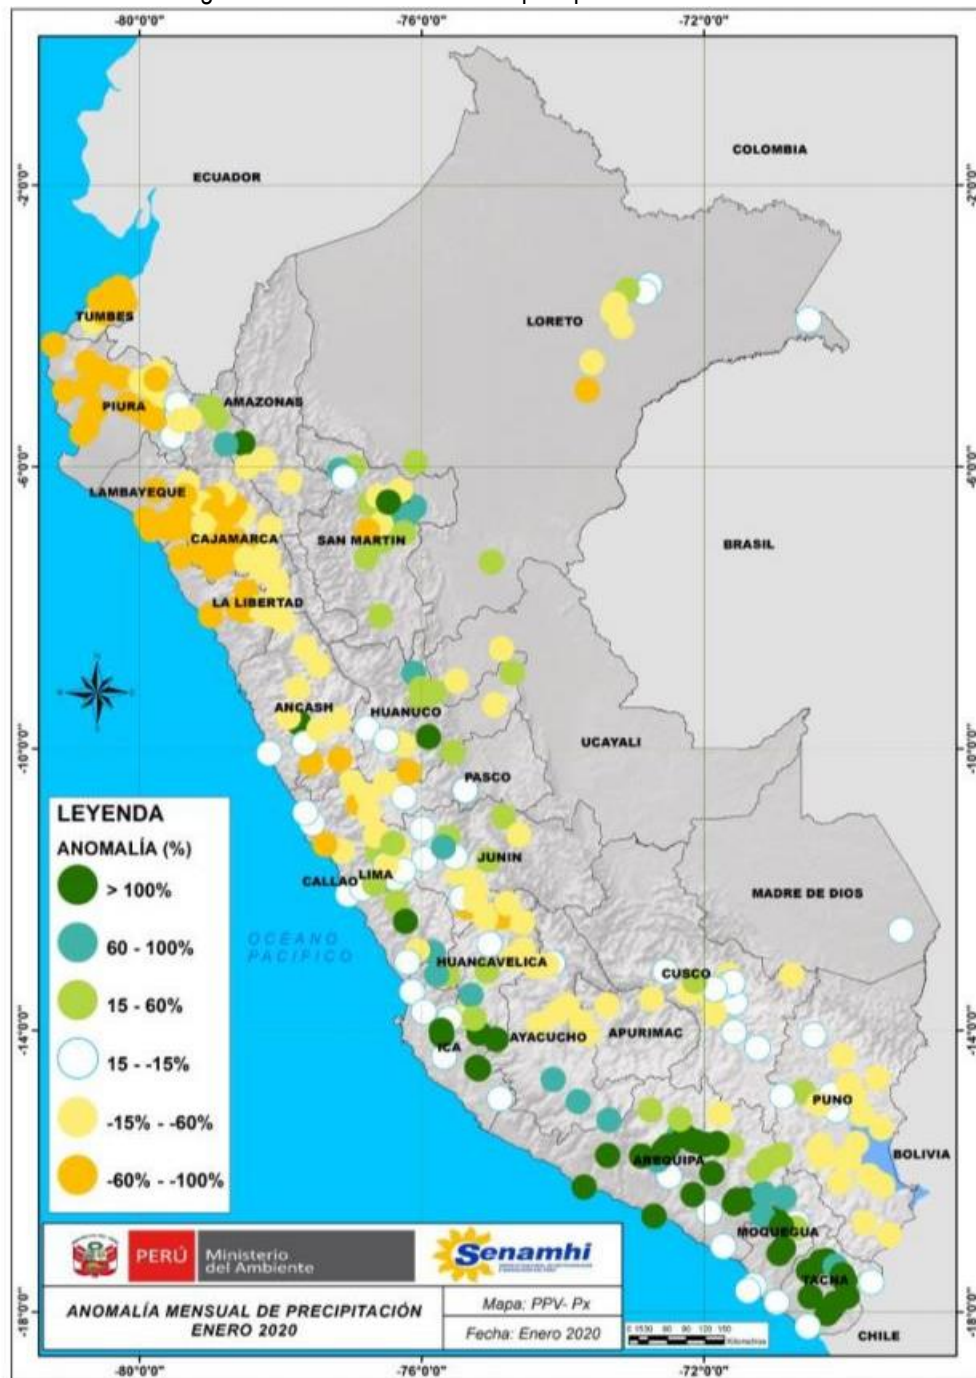 -80°0'0"
-76°0'0"
-72°0'0"
COLOMBIA
ECUADOR
-2°0'0"
-2°0'0"
TUMBES
LORETO
PIURA
AMAZONAS
-6°0'0"
-6°0'0"
LAMBAYEQUE
CAJAMARCA
SAN MARTIN
BRASIL
LA LIBERTAD
ANCASH
HUANUCO
UCAYALI
-10°0'0"
-10°0'0"
PASCO
LEYENDA
ANOMALÍA (%)
> 100%
60 - 100%
15 - 60%
15 - -15%
-15% - -60%
-60% - -100%
JUNIN
CALLAO
LIMA
MADRE DE DIOS
OCÉANO
PACIFICO
HUANCAVELICA
CUSCO
-14°0'0"
-14°0'0"
ICA
AYACUCHO
APURIMAC
PUNO
BOLIVIA
AREQUIPA
MOQUEGUA
TACNA
CHILE
PERÚ
Ministerio
del Ambiente
Senamhi
ANOMALÍA MENSUAL DE PRECIPITACIÓN
ENERO 2020
Mapa: PPV- Px
Fecha: Enero 2020
Kilometros
-18°0'0"
-18°0'0"
-80°0'0"
-76°0'0"
-72°0'0"